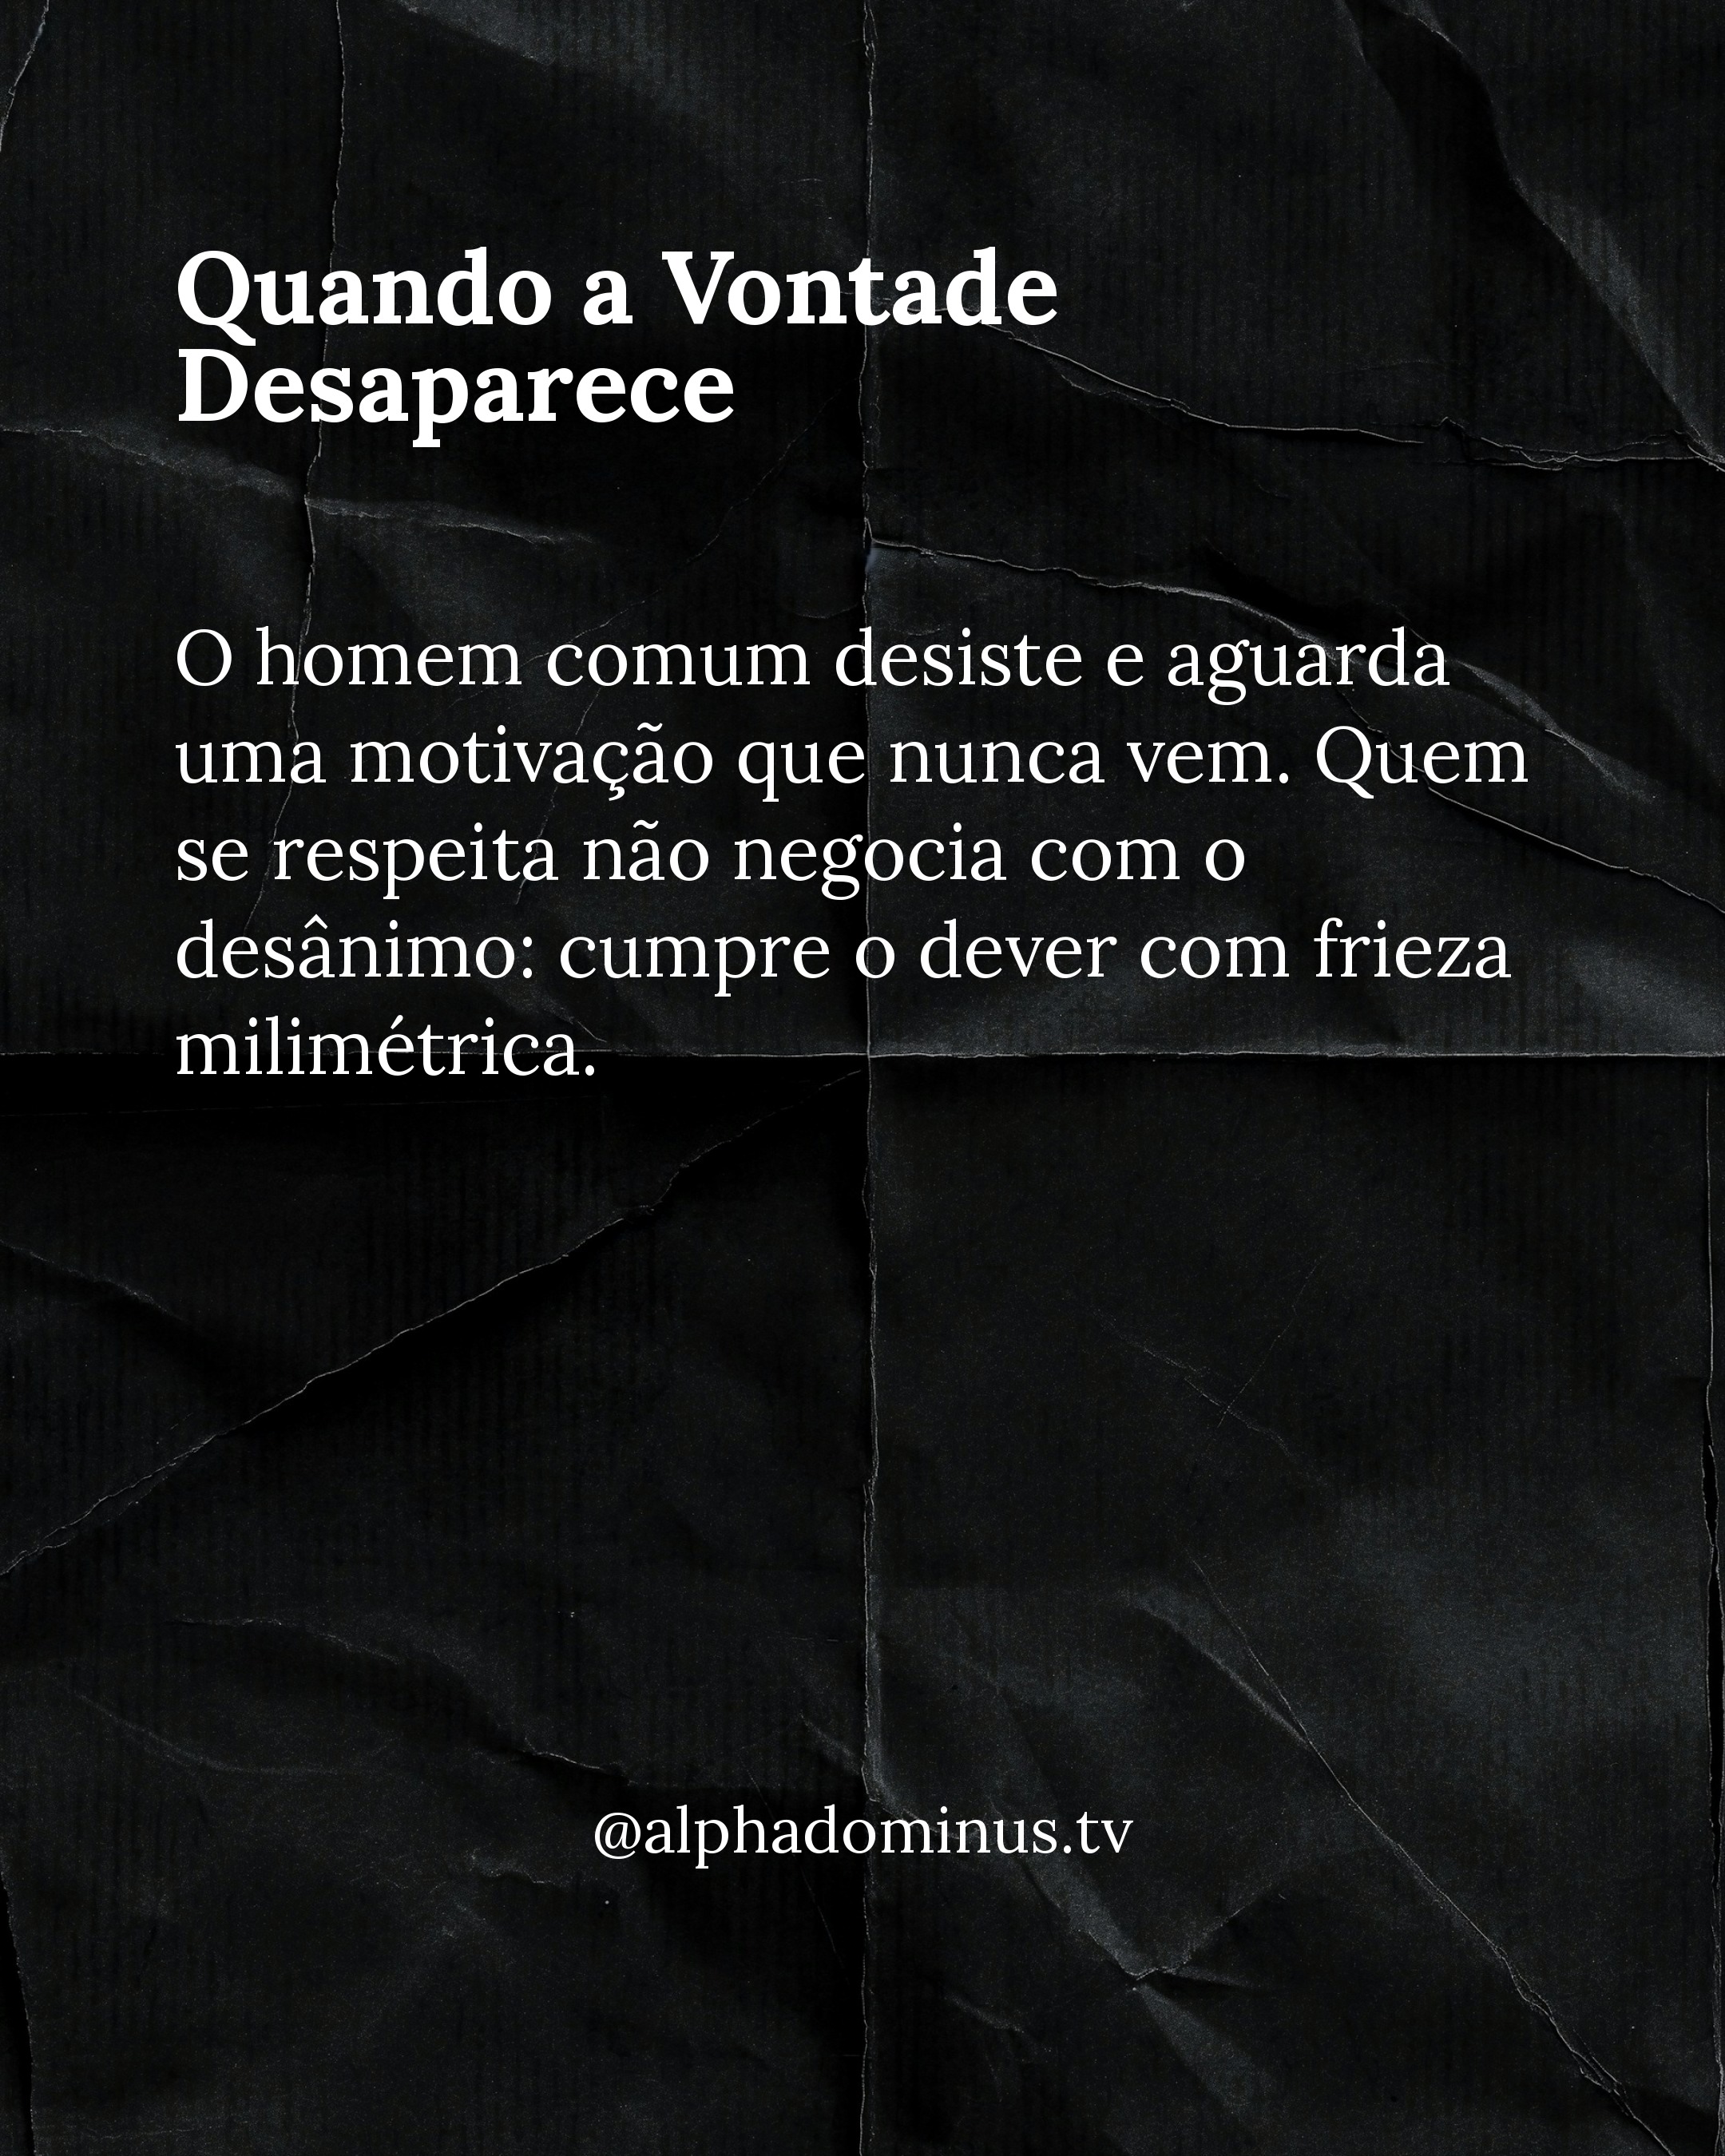 Quando a Vontade
Desaparece
O homem comum desiste e aguarda
uma motivação que nunca vem. Quem
se respeita não negocia com o
desânimo: cumpre o dever com frieza
milimétrica.
@alphadominus.tv